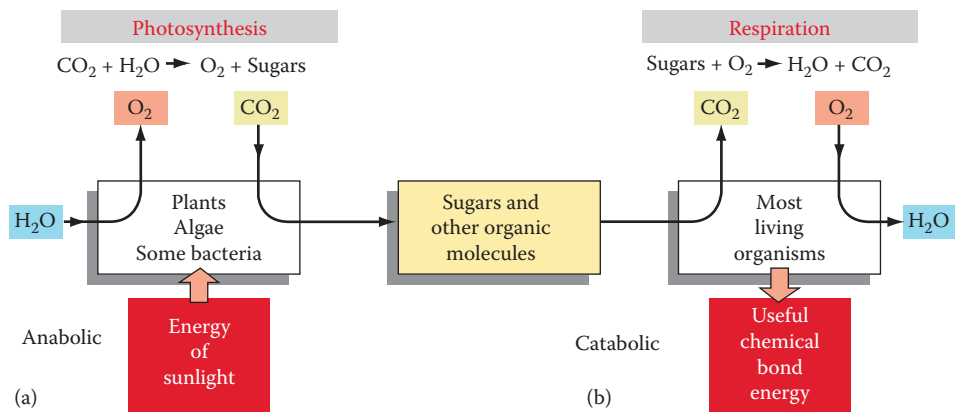 Photosynthesis
CO₂ + H₂O → O₂ + Sugars
O₂
CO₂
H₂O
Plants
Algae
Some bacteria
Anabolic
Energy
of
sunlight
(a)
Sugars and
other organic
molecules
Respiration
Sugars + O₂ → H₂O + CO₂
CO₂
O₂
Most
living
organisms
H₂O
Catabolic
Useful
chemical
bond
energy
(b)